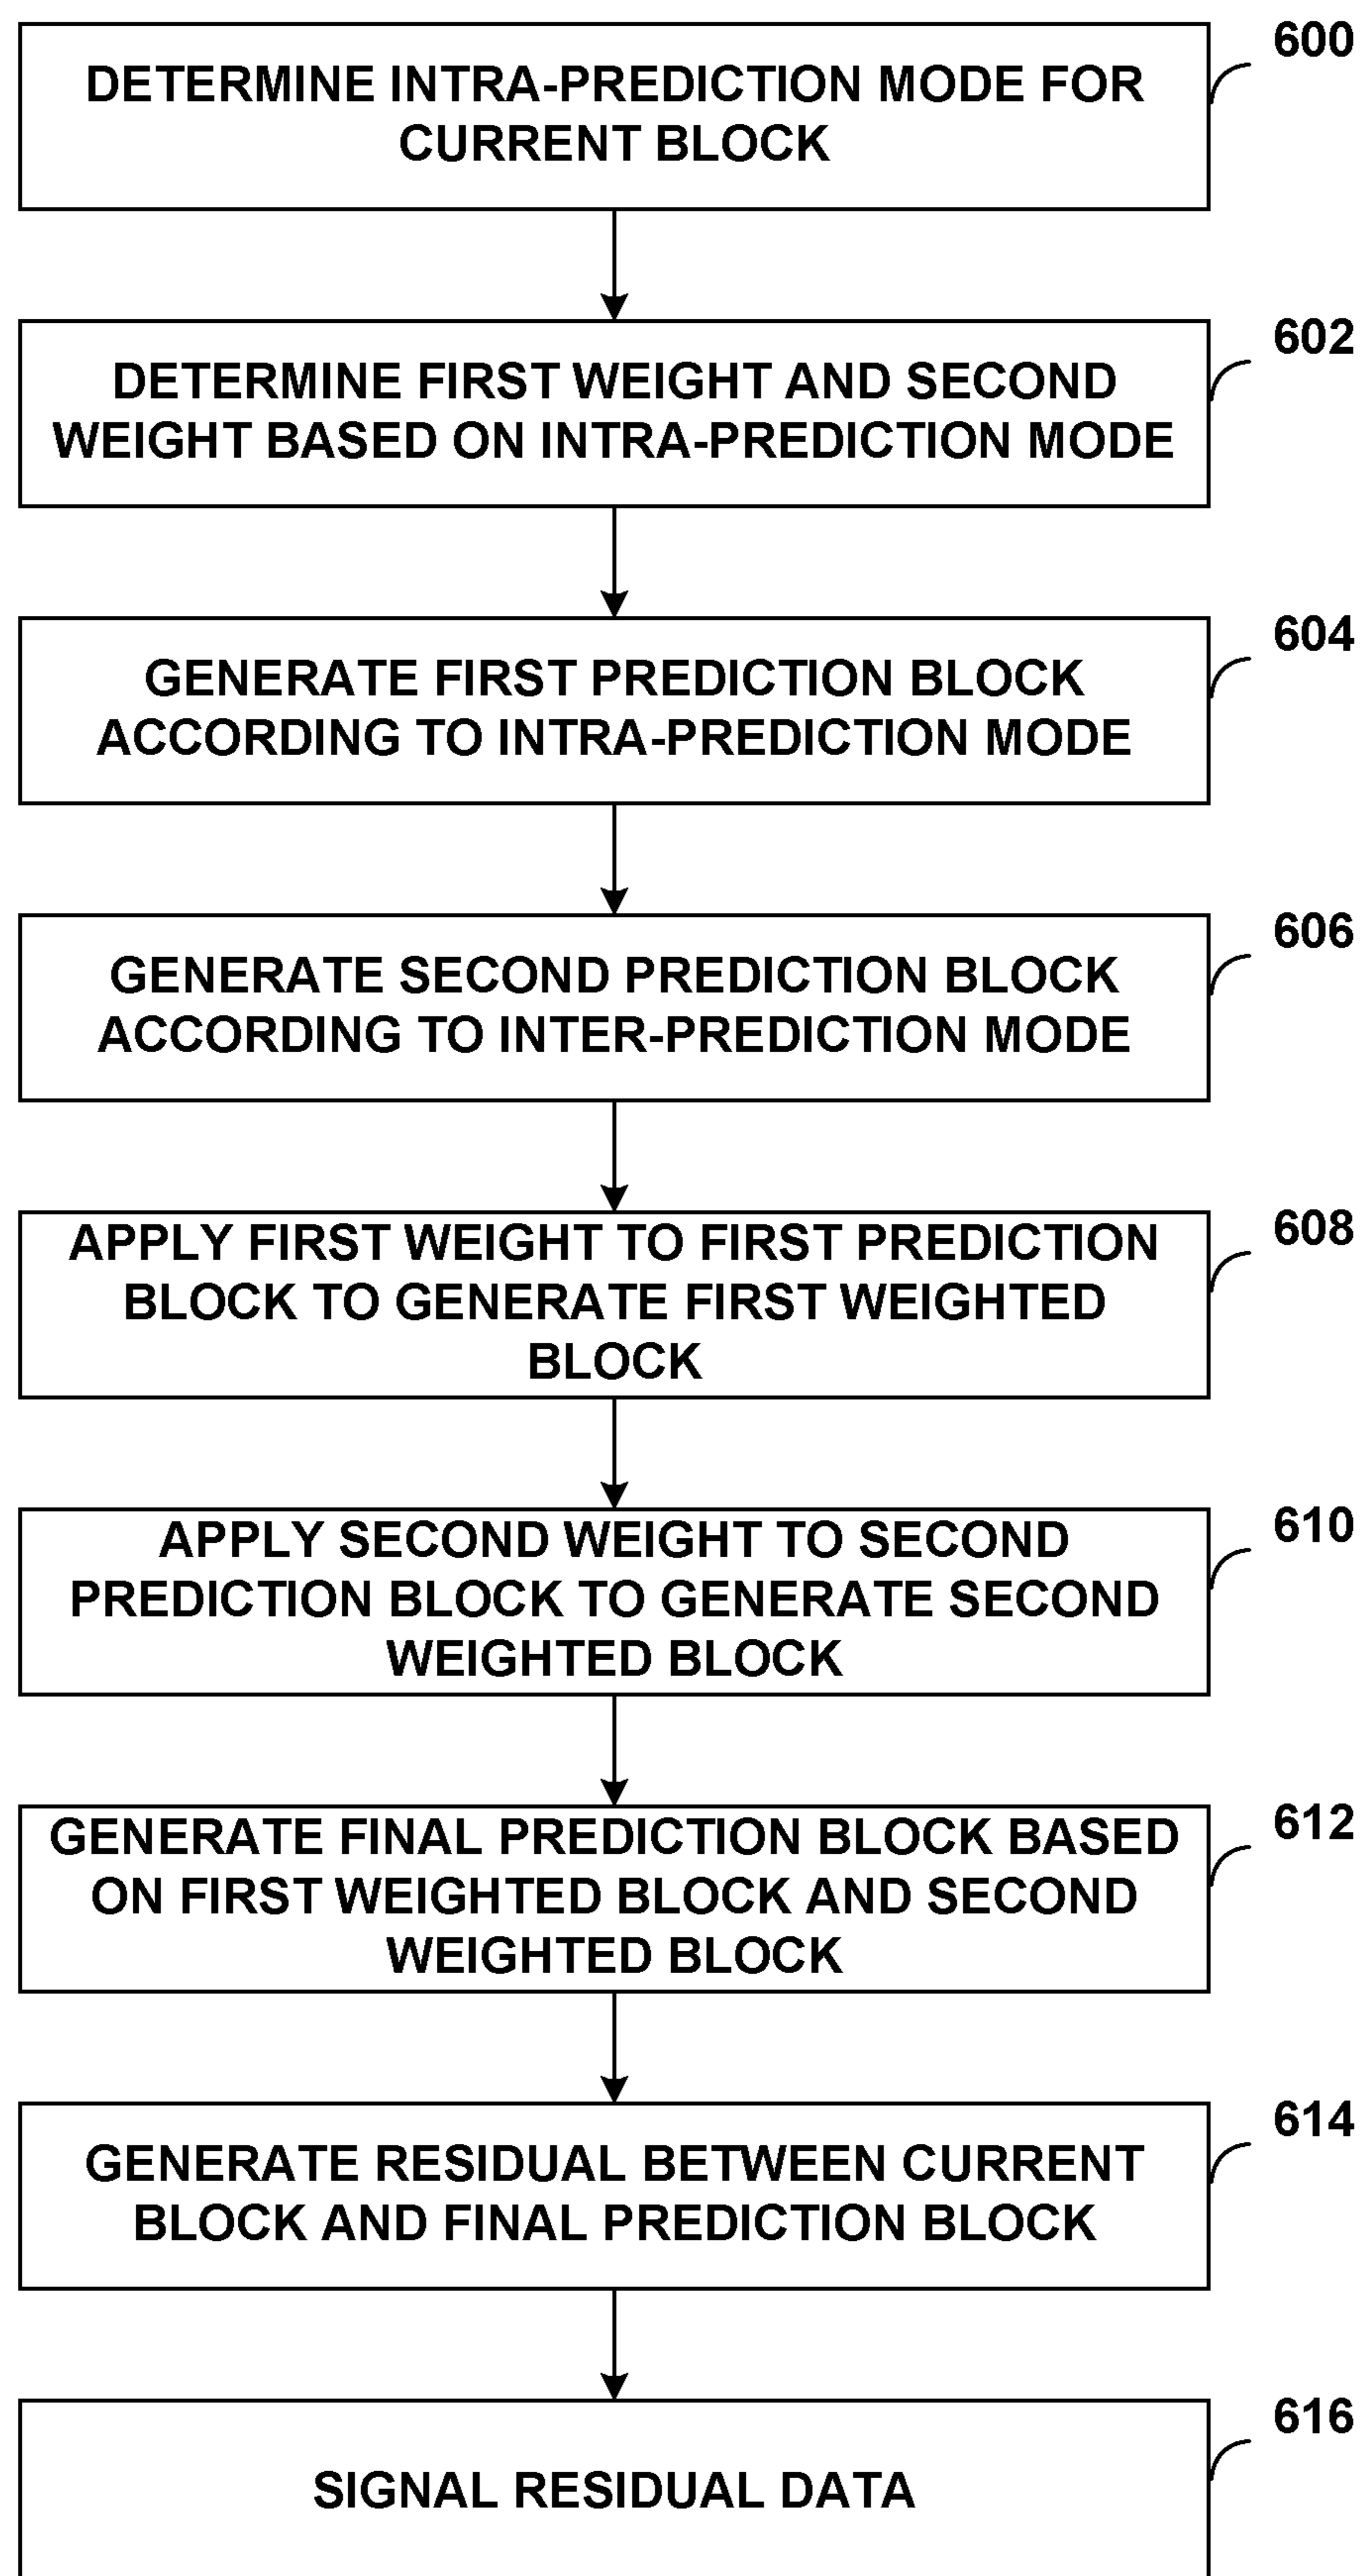 600
DETERMINE INTRA-PREDICTION MODE FOR
CURRENT BLOCK
602
DETERMINE FIRST WEIGHT AND SECOND
WEIGHT BASED ON INTRA-PREDICTION MODE
604
GENERATE FIRST PREDICTION BLOCK
ACCORDING TO INTRA-PREDICTION MODE
606
GENERATE SECOND PREDICTION BLOCK
ACCORDING TO INTER-PREDICTION MODE
608
APPLY FIRST WEIGHT TO FIRST PREDICTION
BLOCK TO GENERATE FIRST WEIGHTED
BLOCK
610
APPLY SECOND WEIGHT TO SECOND
PREDICTION BLOCK TO GENERATE SECOND
WEIGHTED BLOCK
612
GENERATE FINAL PREDICTION BLOCK BASED
ON FIRST WEIGHTED BLOCK AND SECOND
WEIGHTED BLOCK
614
GENERATE RESIDUAL BETWEEN CURRENT
BLOCK AND FINAL PREDICTION BLOCK
616
SIGNAL RESIDUAL DATA